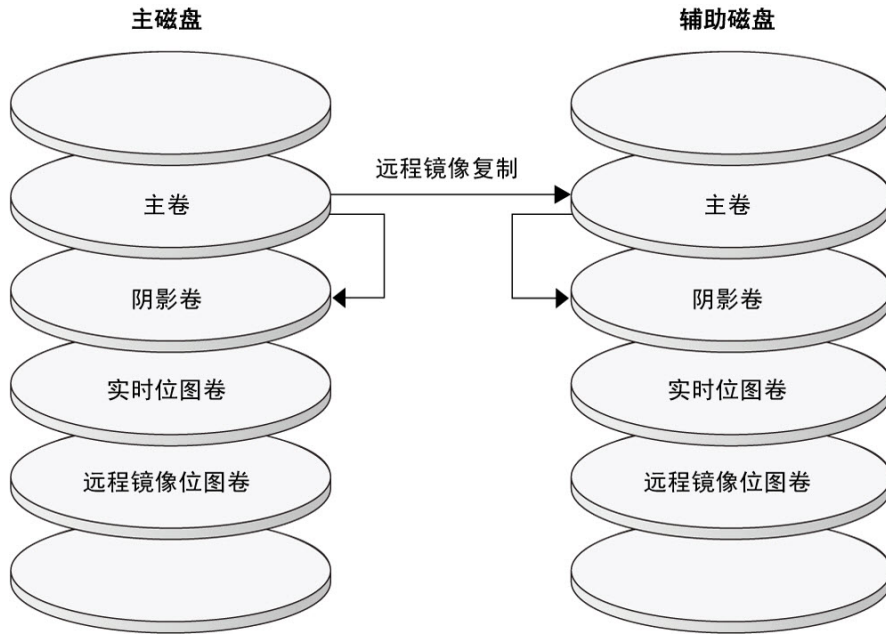 主磁盘
辅助磁盘
远程镜像复制
主卷
主卷
阴影卷
阴影卷
实时位图卷
实时位图卷
远程镜像位图卷
远程镜像位图卷